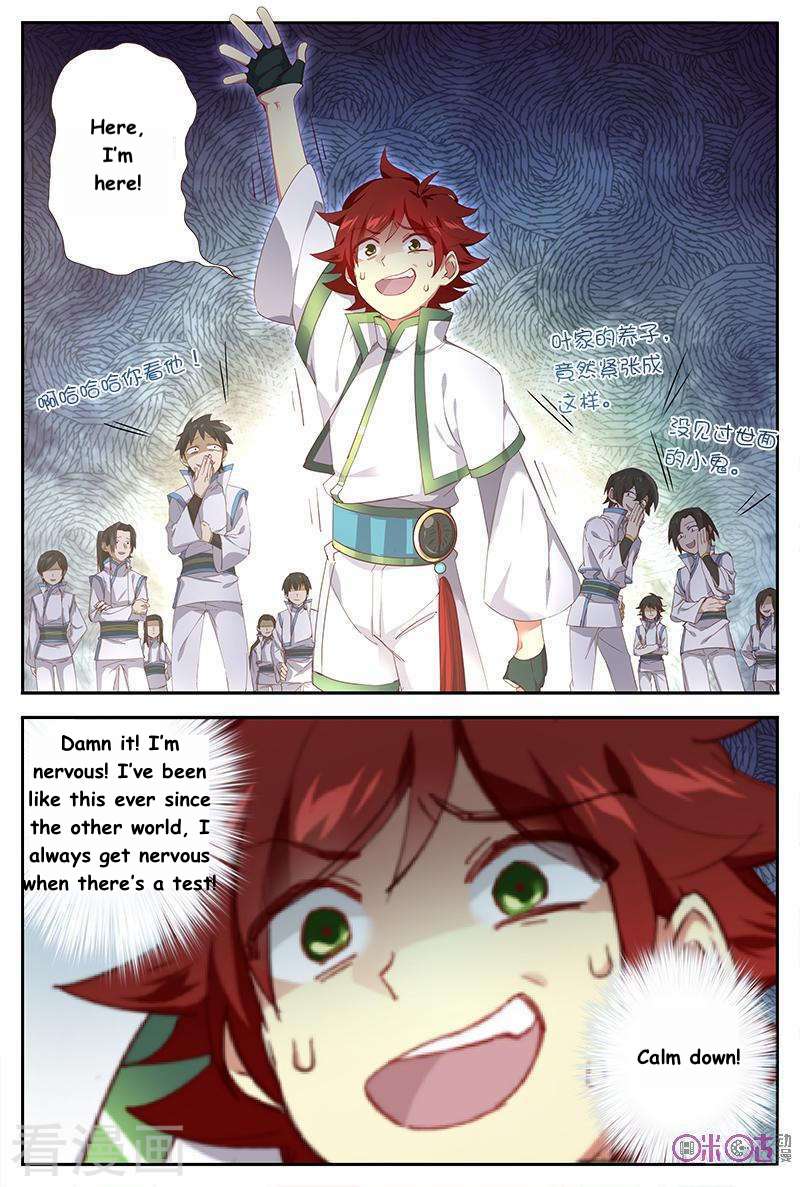 Here,
I'm
here!
啊哈哈哈你看他！
叶家的养子，
竟然紧张成
这样。
没见过世面
的小鬼。
Damn it! I'm
nervous! I've been
like this ever since
the other world, I
always get nervous
when there's a test!
Calm down!
看漫画
咪咕
动漫